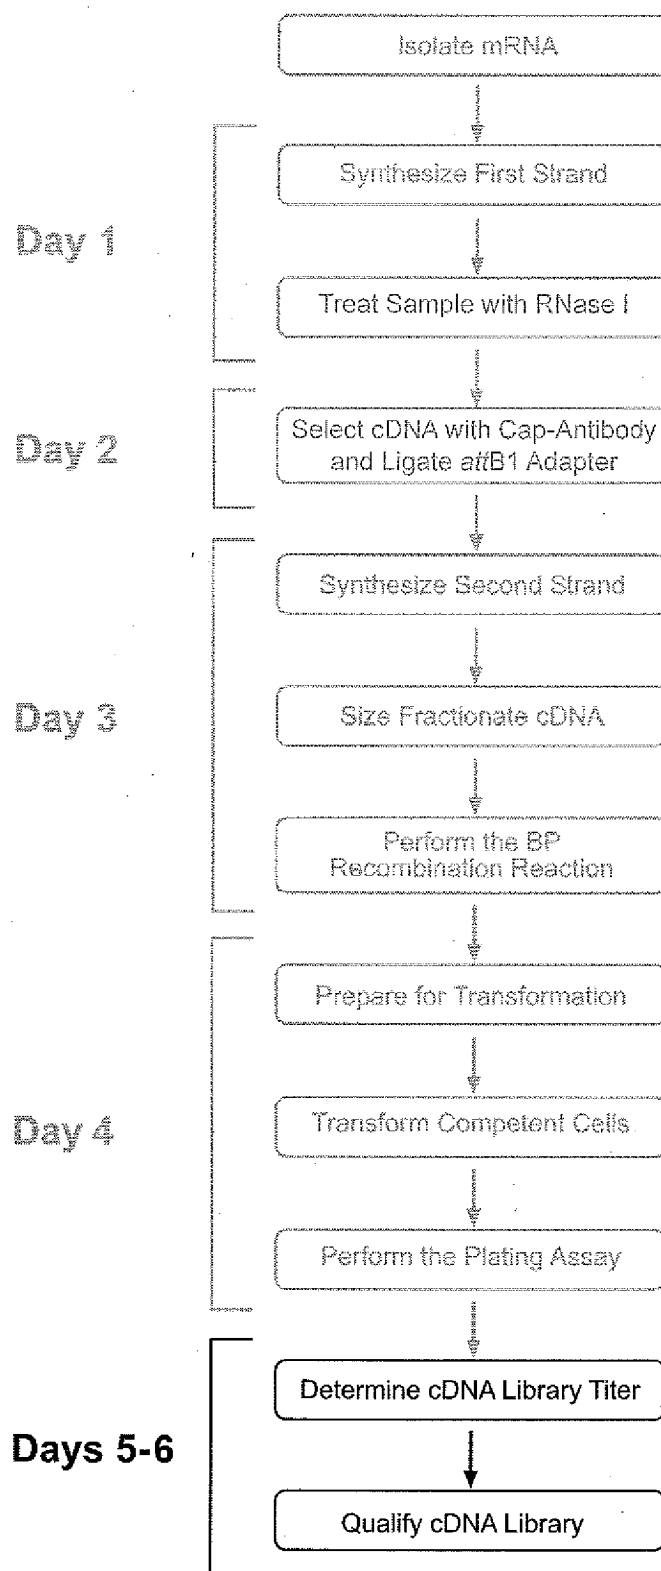 Isolate mRNA
Synthesize First Strand
Day 1
Treat Sample with RNase I
Select cDNA with Cap-Antibody
Day 2
and Ligate attB1 Adapter
Synthesize Second Strand
Day 3
Size Fractionate cDNA
Perform the BP
Recombination Reaction
Prepare for Transformation
Day 4
Transform Competent Cells
Perform the Plating Assay
Determine cDNA Library Titer
Days 5-6
Qualify cDNA Library